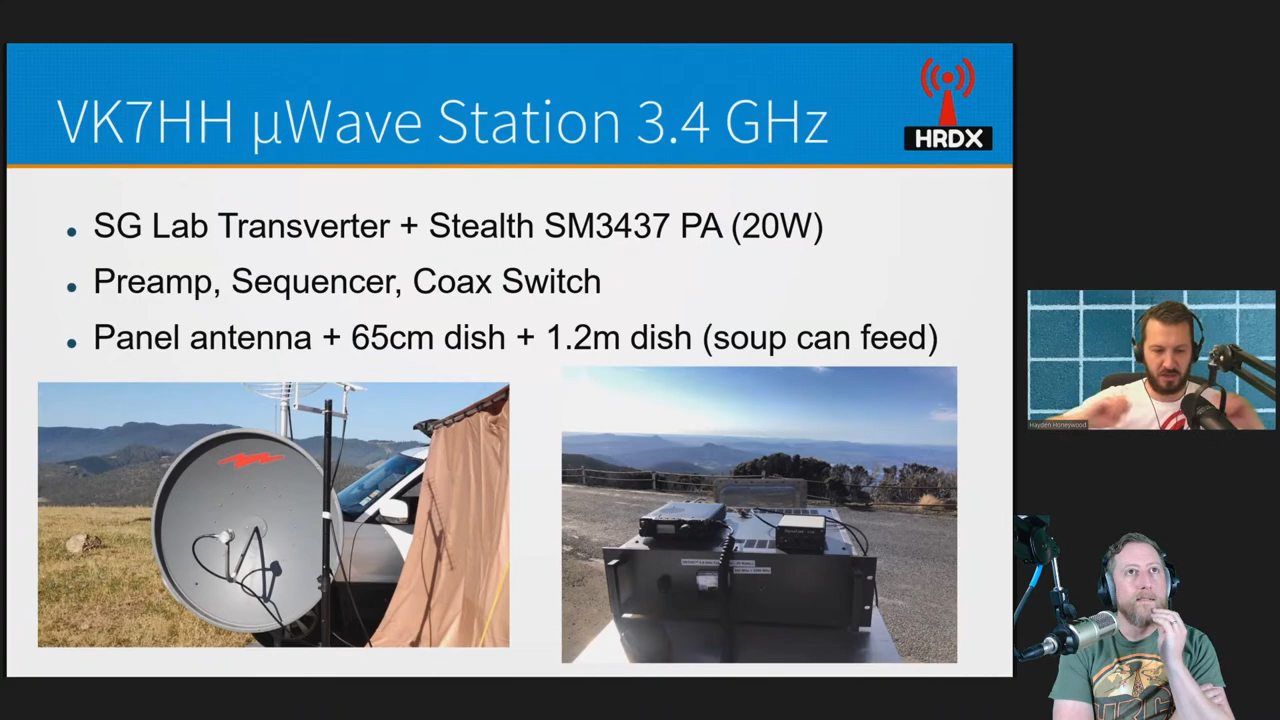 VK7HH µWave Station 3.4 GHz
HRDX
SG Lab Transverter + Stealth SM3437 PA (20W)
Preamp, Sequencer, Coax Switch
Panel antenna + 65cm dish + 1.2m dish (soup can feed)
Hayden Honeywood